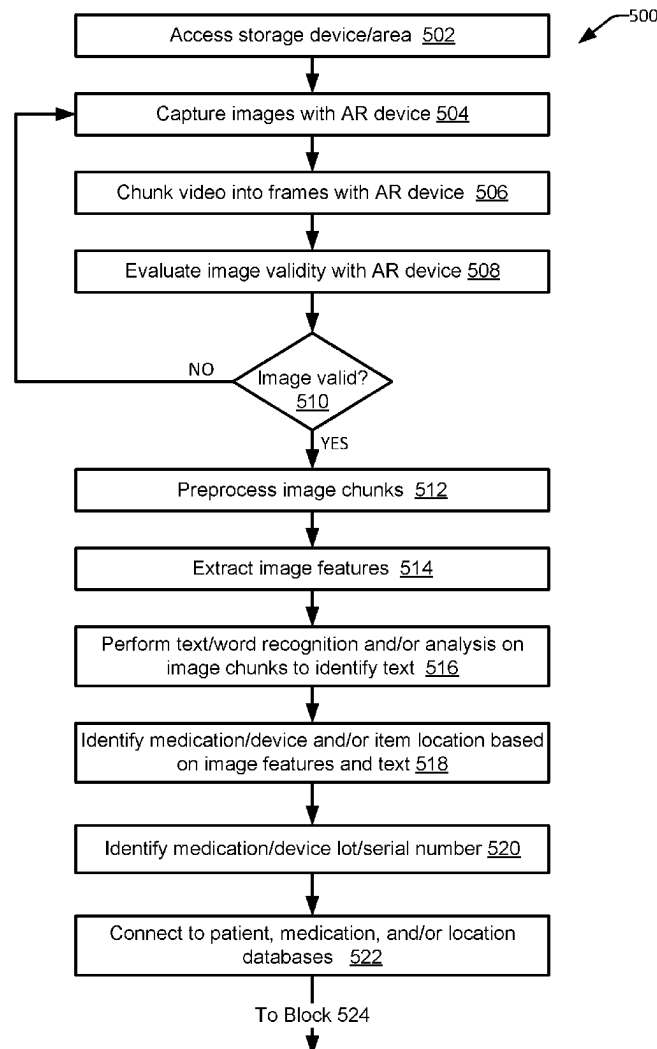 500
Access storage device/area 502
Capture images with AR device 504
Chunk video into frames with AR device 506
Evaluate image validity with AR device 508
Image valid?
510
NO
YES
Preprocess image chunks 512
Extract image features 514
Perform text/word recognition and/or analysis on
image chunks to identify text 516
Identify medication/device and/or item location based
on image features and text 518
Identify medication/device lot/serial number 520
Connect to patient, medication, and/or location
databases 522
To Block 524